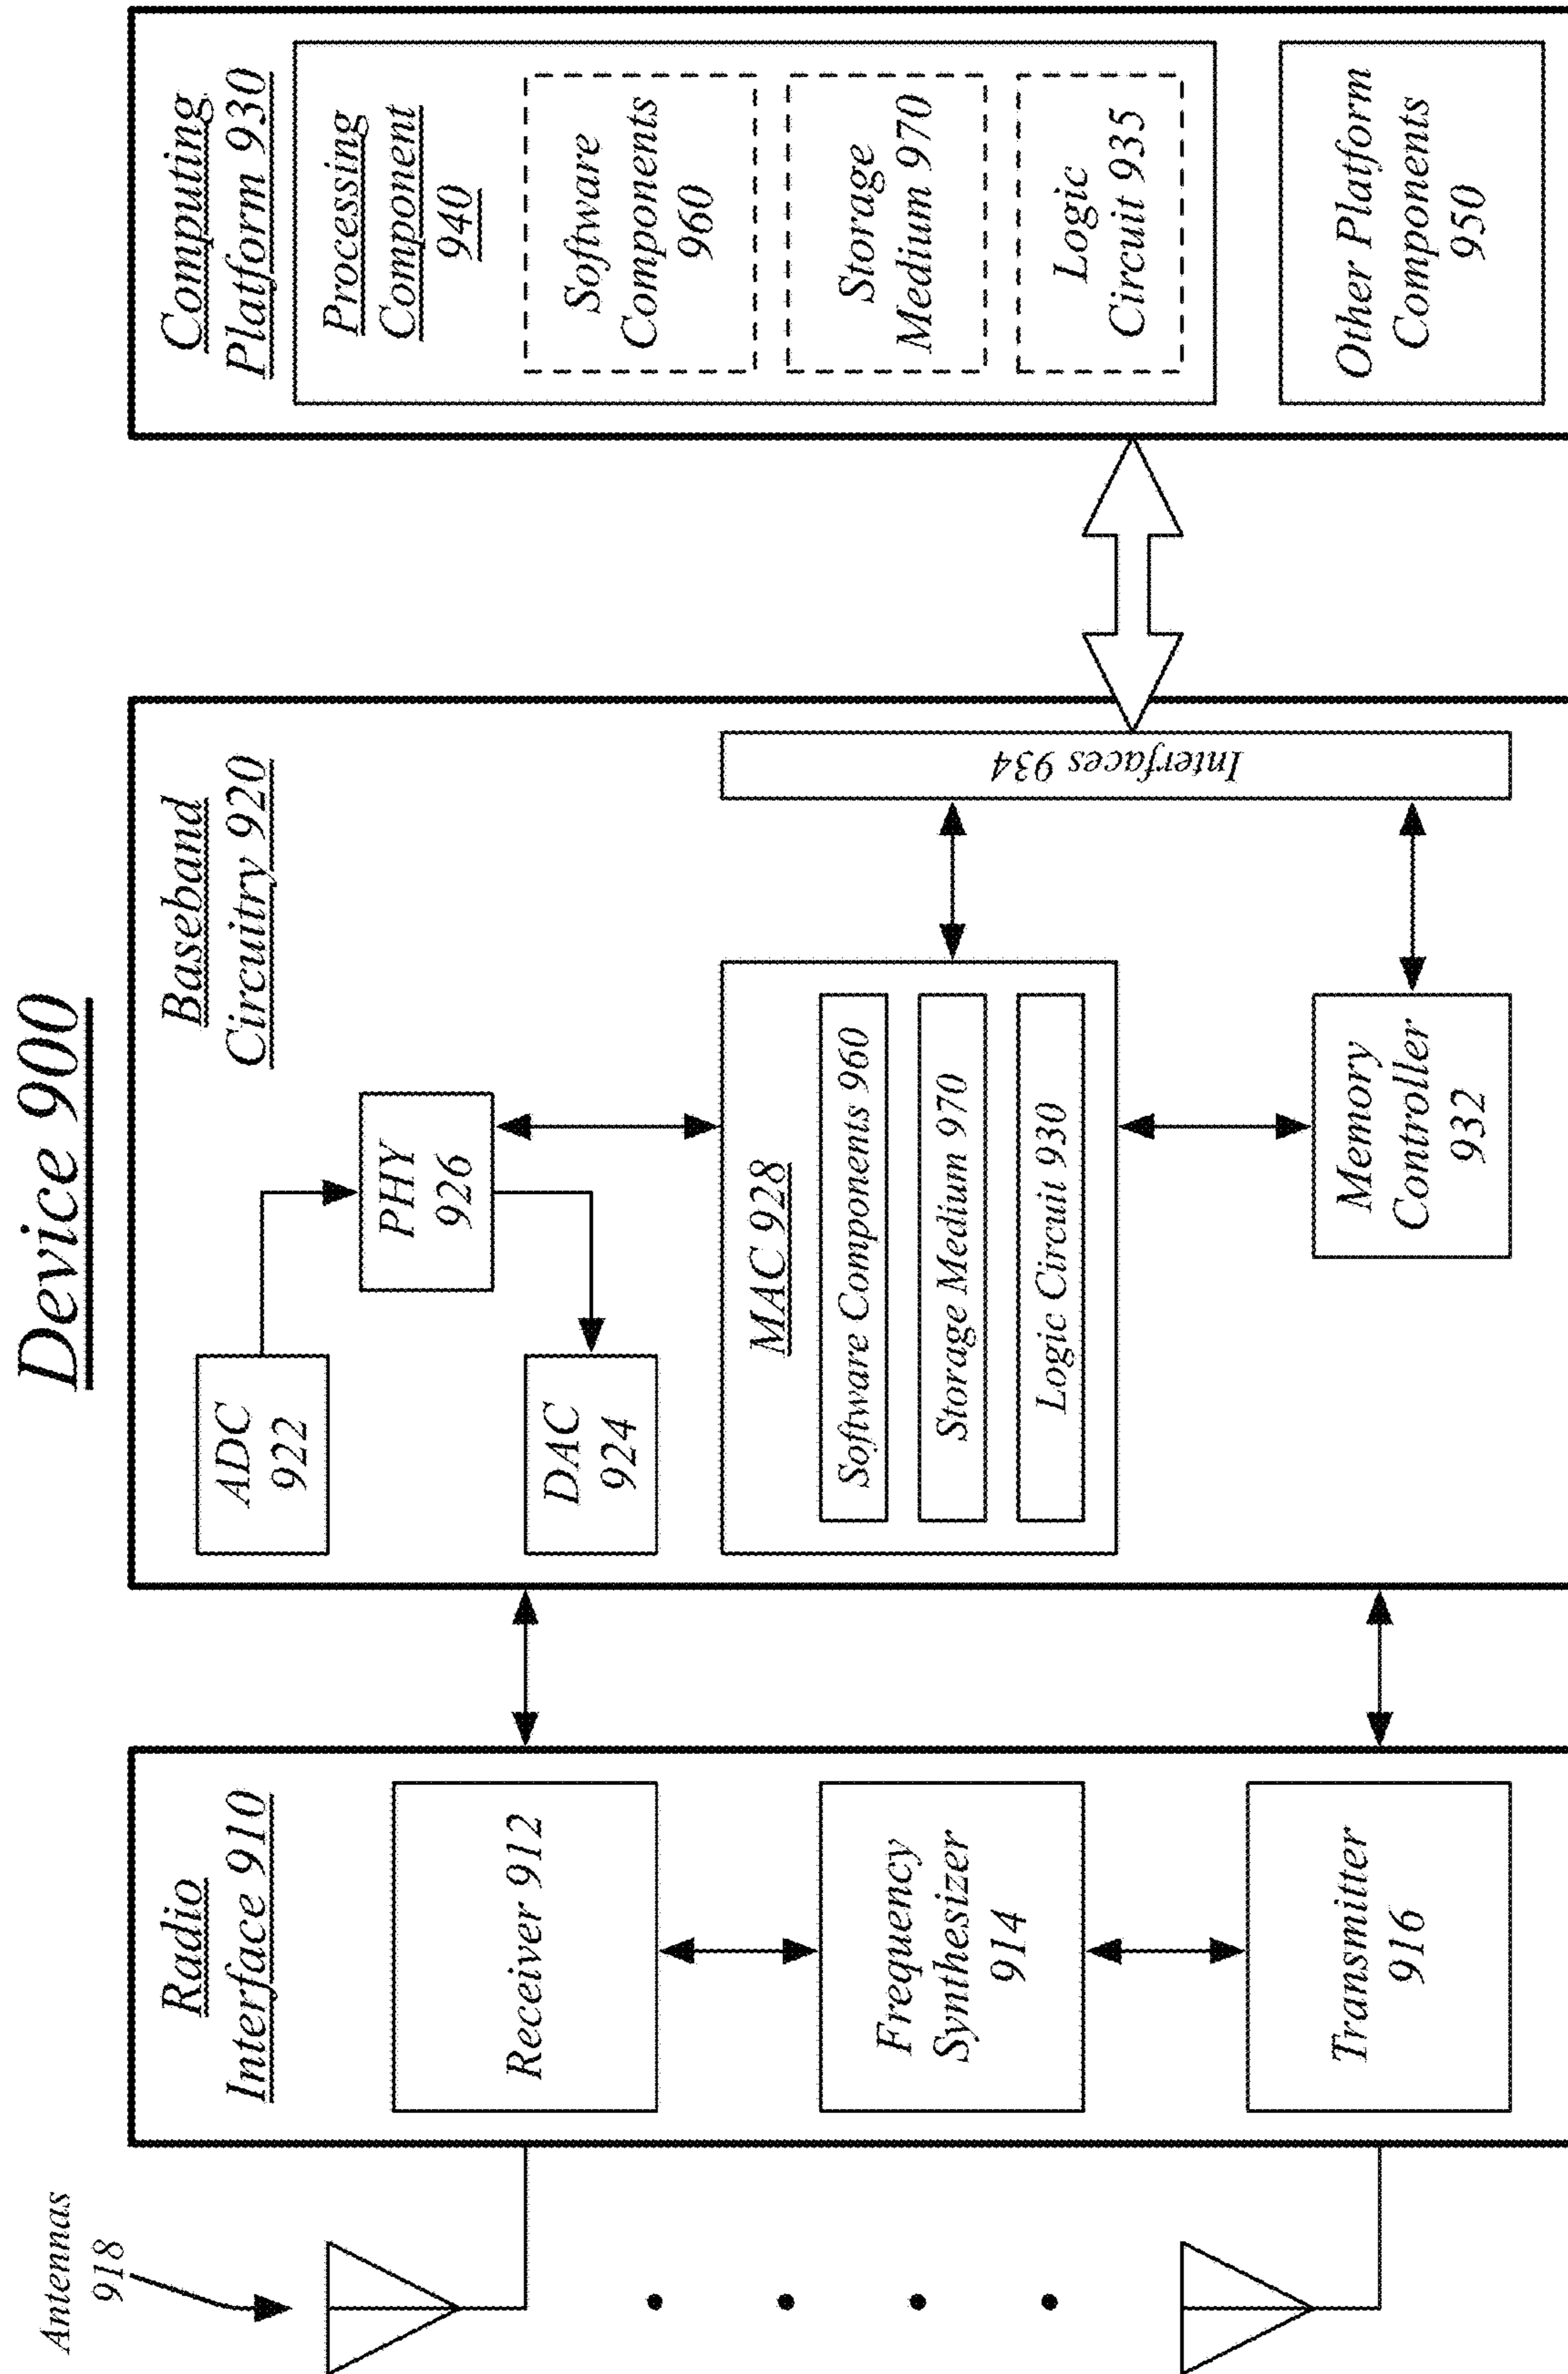 Device 900
Antennas
918
Radio
Interface 910
Receiver 912
Frequency
Synthesizer
914
Transmitter
916
Baseband
Circuitry 920
ADC
922
PHY
926
DAC
924
MAC 928
Software Components 960
Storage Medium 970
Logic Circuit 930
Memory
Controller
932
Interfaces 934
Computing
Platform 930
Processing
Component
940
Software
Components
960
Storage
Medium 970
Logic
Circuit 935
Other Platform
Components
950